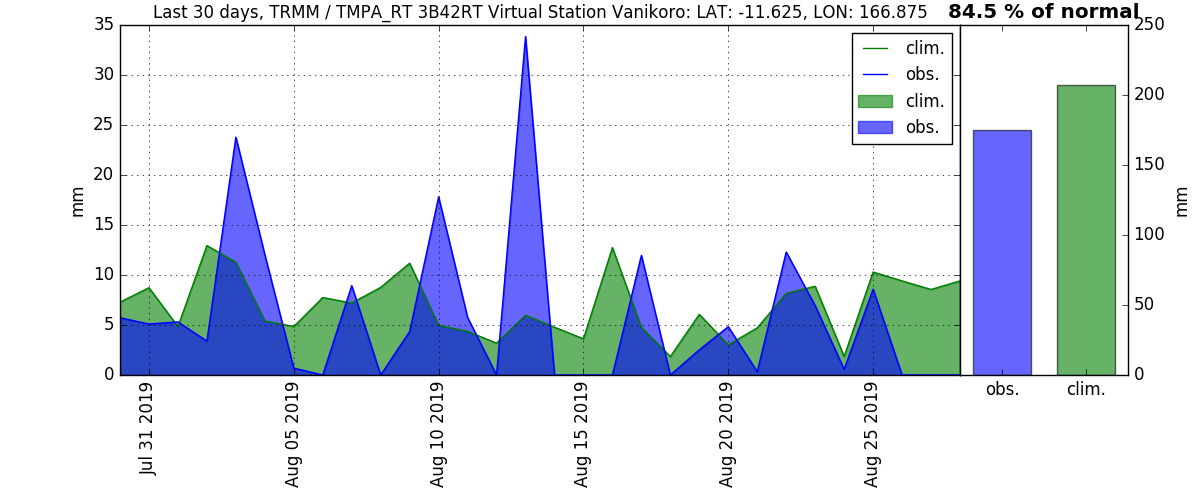 Last 30 days, TRMM / TMPA_RT 3B42RT Virtual Station Vanikoro: LAT: -11.625, LON: 166.875
84.5 % of normal
35
30
25
20
15
10
5
0
mm
clim.
obs.
clim.
obs.
Jul 31 2019
Aug 05 2019
Aug 10 2019
Aug 15 2019
Aug 20 2019
Aug 25 2019
250
200
150
100
50
0
mm
obs.
clim.